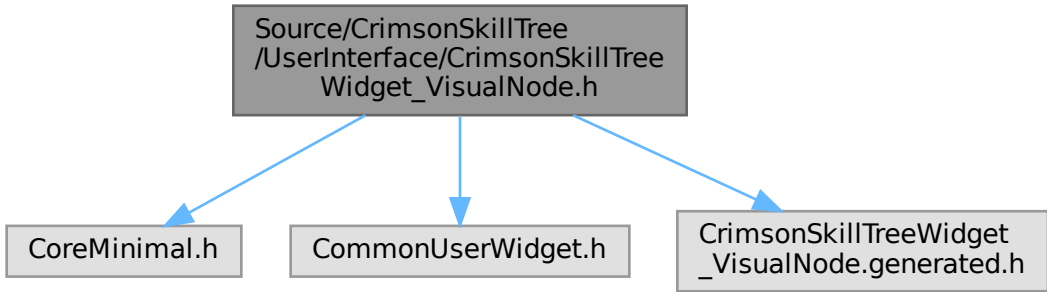 Source/CrimsonSkillTree
/UserInterface/CrimsonSkillTree
Widget_VisualNode.h
CoreMinimal.h
CommonUserWidget.h
CrimsonSkillTreeWidget
_VisualNode.generated.h